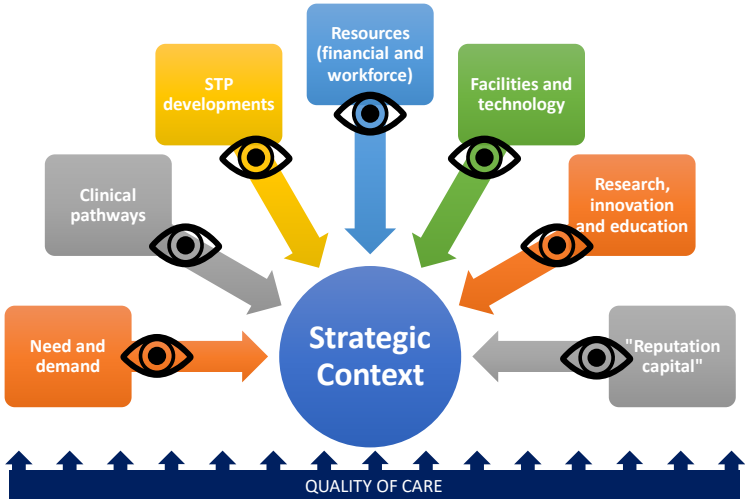 Resources
(financial and
workforce)
STP
developments
Facilities and
technology
Clinical
pathways
Research,
innovation
and education
Need and
demand
Strategic
Context
"Reputation
capital"
QUALITY OF CARE